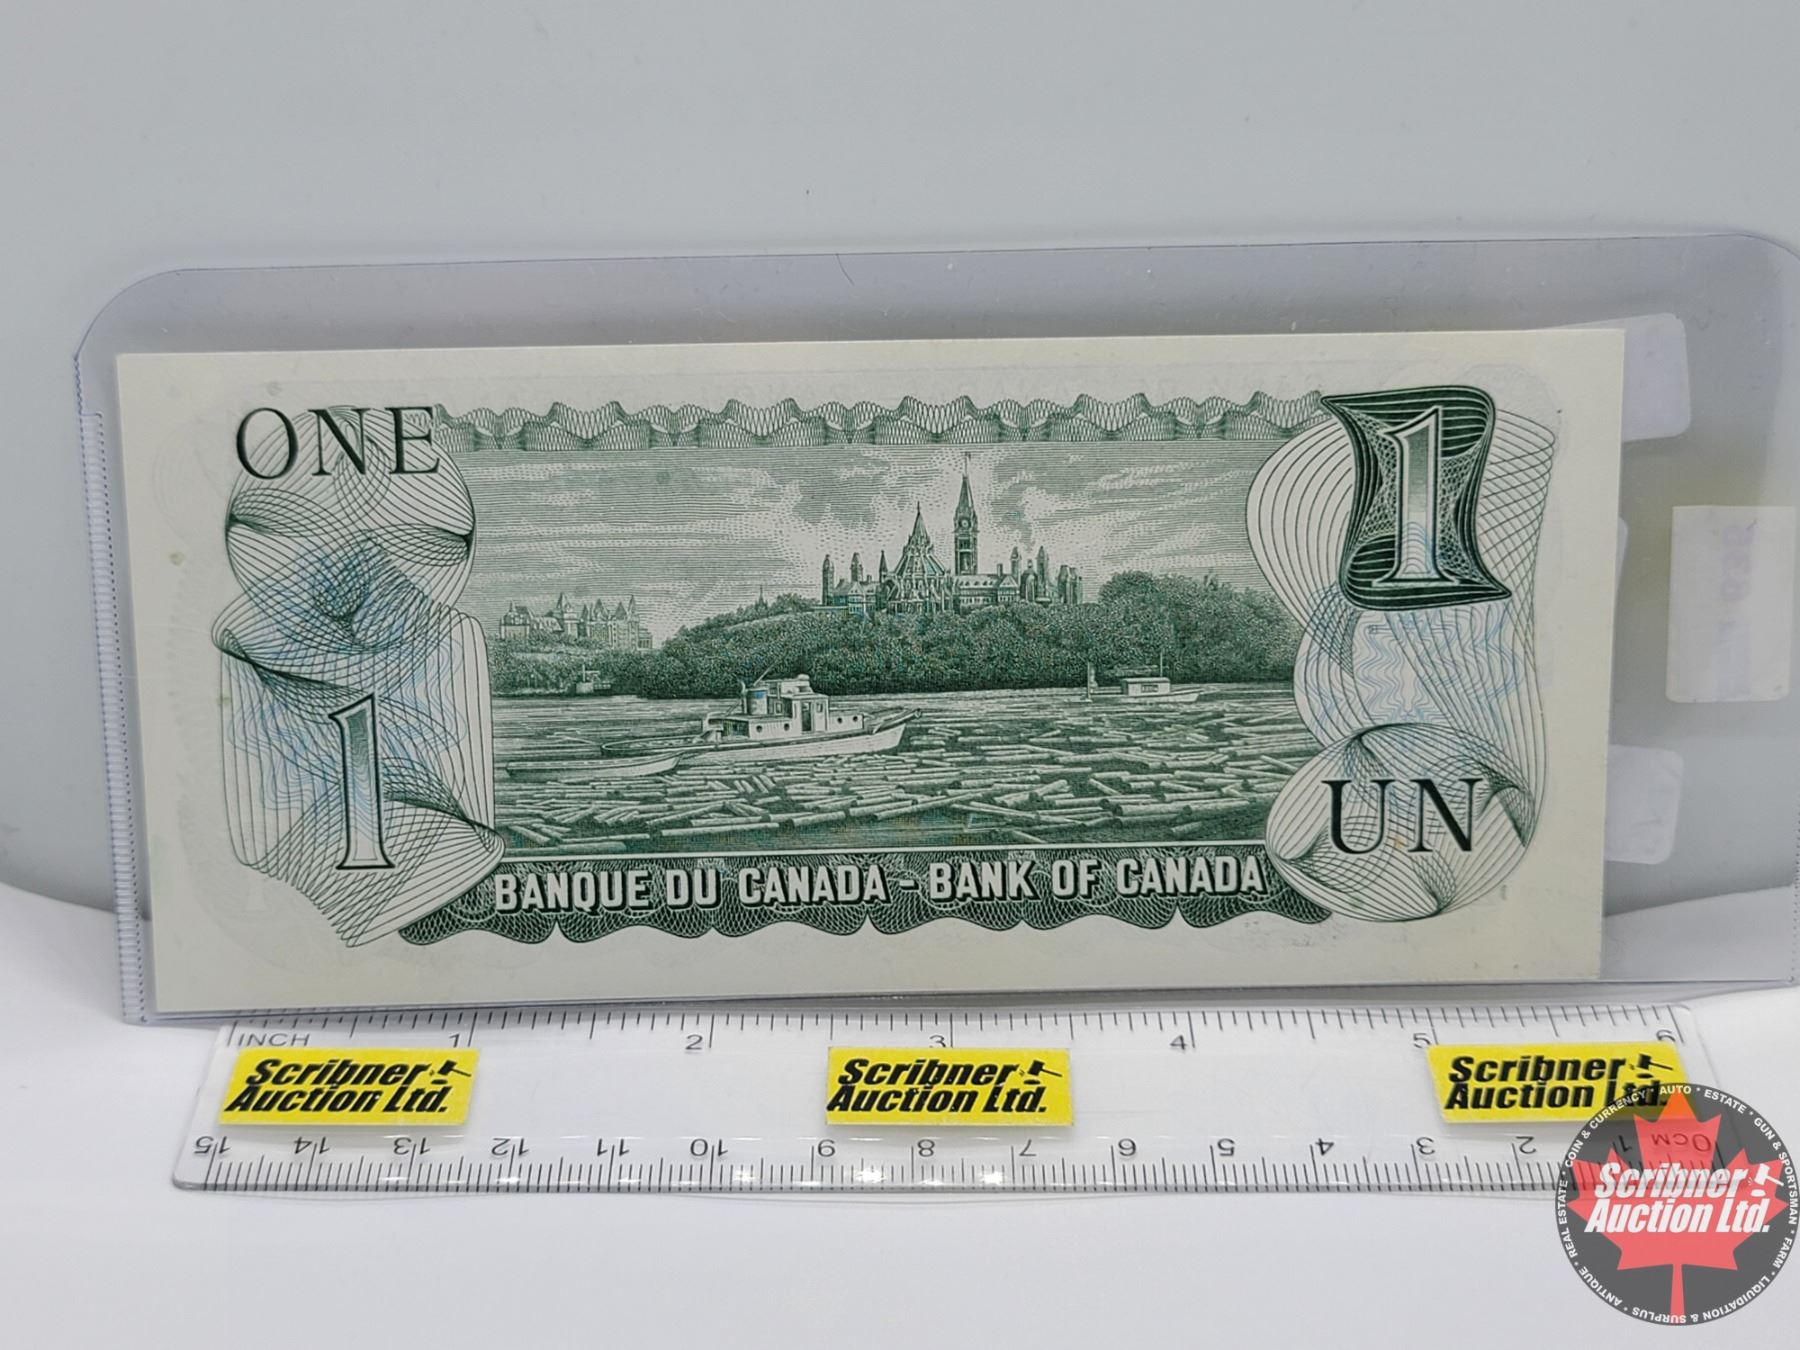 ONE
1
1
UN
BANQUE DU CANADA - BANK OF CANADA
INCH 1 2 3 4 5 6
Scribner
Auction Ltd.
Scribner
Auction Ltd.
Scribner
Auction Ltd.
15 14 13 12 11 10 9 8 7 6 5 4 3 2 1 0CM
COIN & CURRENCY * AUTO * ESTATE * GUN & SPORTSMAN * FARM * LIQUIDATION & SURPLUS * ANTIQUE * REAL ESTATE *
Scribner
Auction Ltd.